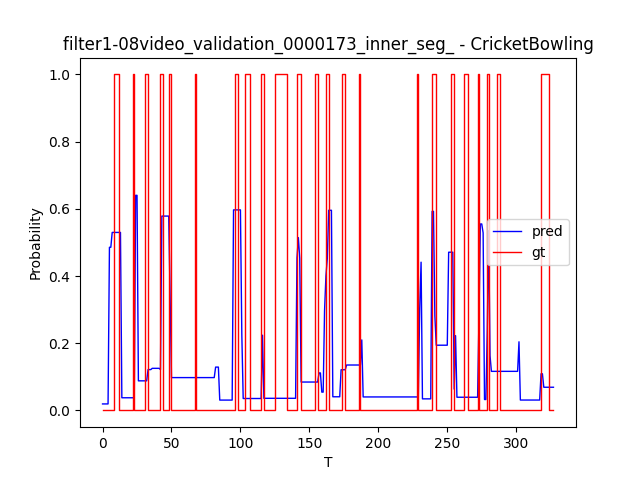 filter1-08video_validation_0000173_inner_seg_ - CricketBowling
1.0
0.8
0.6
0.4
0.2
0.0
Probability
pred
gt
0 50 100 150 200 250 300
T